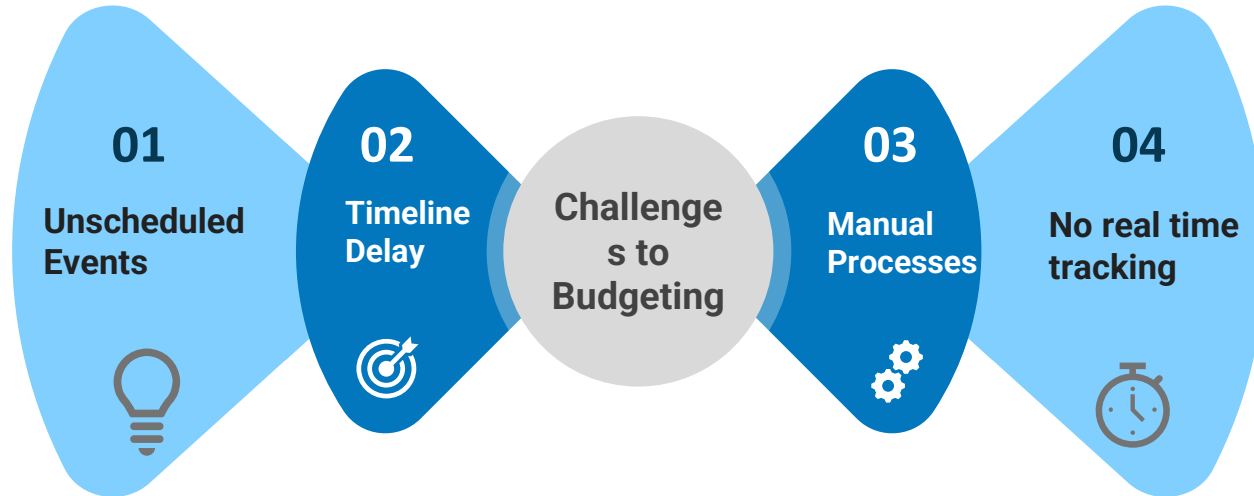 01
Unscheduled
Events
02
Timeline
Delay
Challenge
s to
Budgeting
03
Manual
Processes
04
No real time
tracking